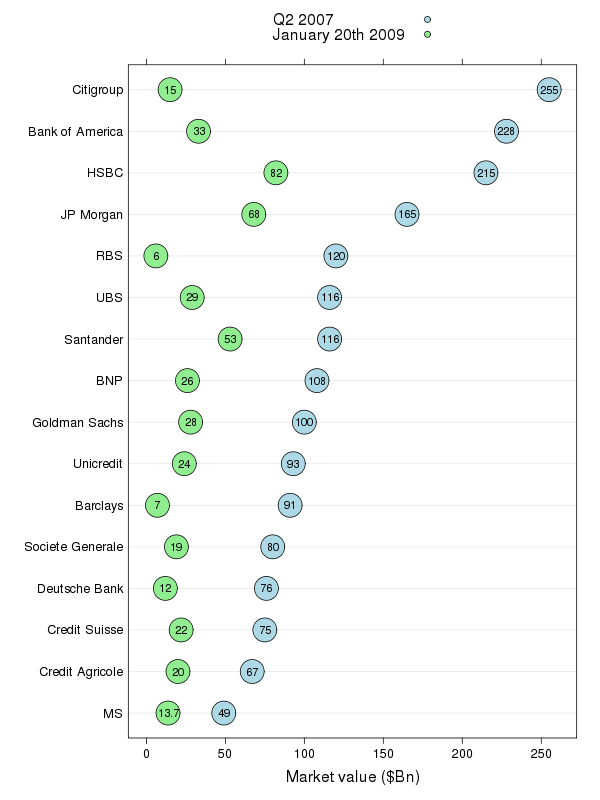 Q2 2007
January 20th 2009
Citigroup 15 255
Bank of America 33 228
HSBC 82 215
JP Morgan 68 165
RBS 6 120
UBS 29 116
Santander 53 116
BNP 26 108
Goldman Sachs 28 100
Unicredit 24 93
Barclays 7 91
Societe Generale 19 80
Deutsche Bank 12 76
Credit Suisse 22 75
Credit Agricole 20 67
MS 13.7 49
0 50 100 150 200 250
Market value ($Bn)